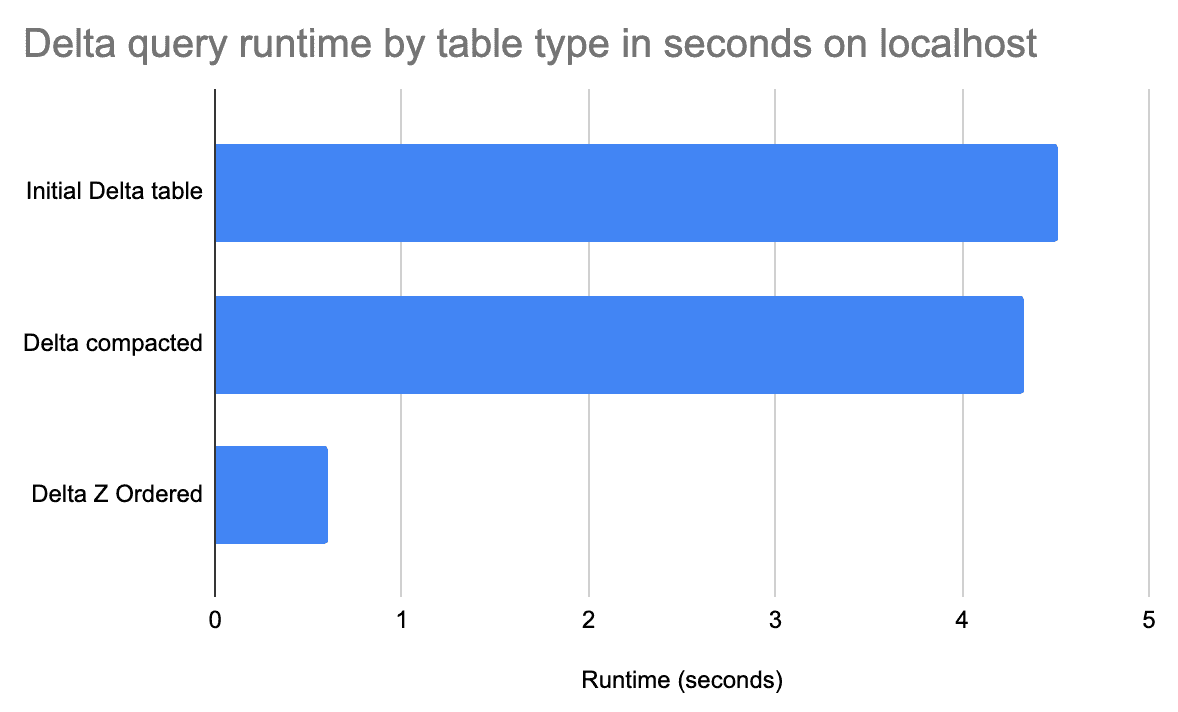 Delta query runtime by table type in seconds on localhost
Initial Delta table
Delta compacted
Delta Z Ordered
0 1 2 3 4 5
Runtime (seconds)